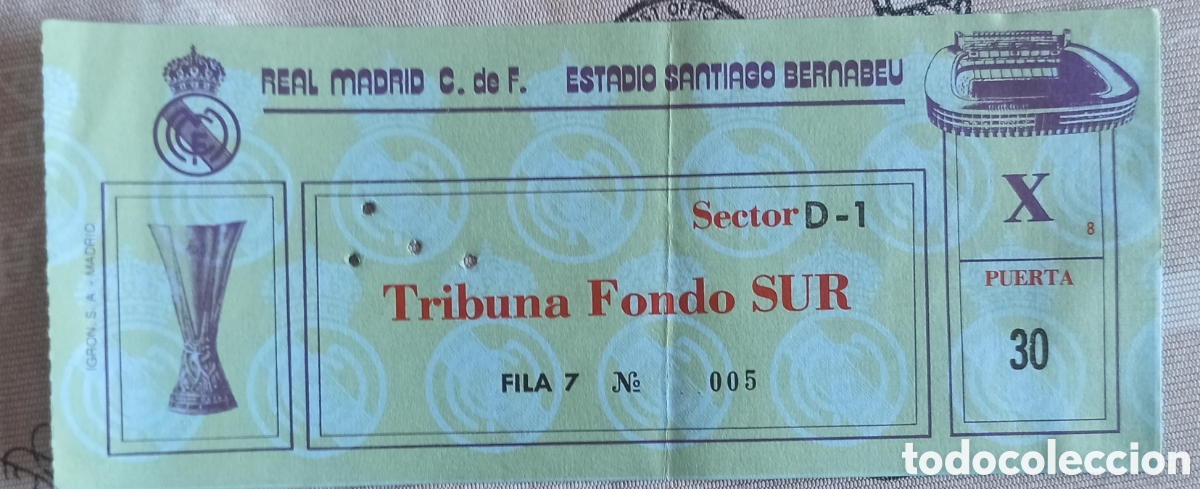 OFFICE
REAL MADRID C. de F. ESTADIO SANTIAGO BERNABEU
X
8
Sector D-1
PUERTA
Tribuna Fondo SUR
30
FILA 7 Nº 005
IGRON, S. A. - MADRID
todocoleccion